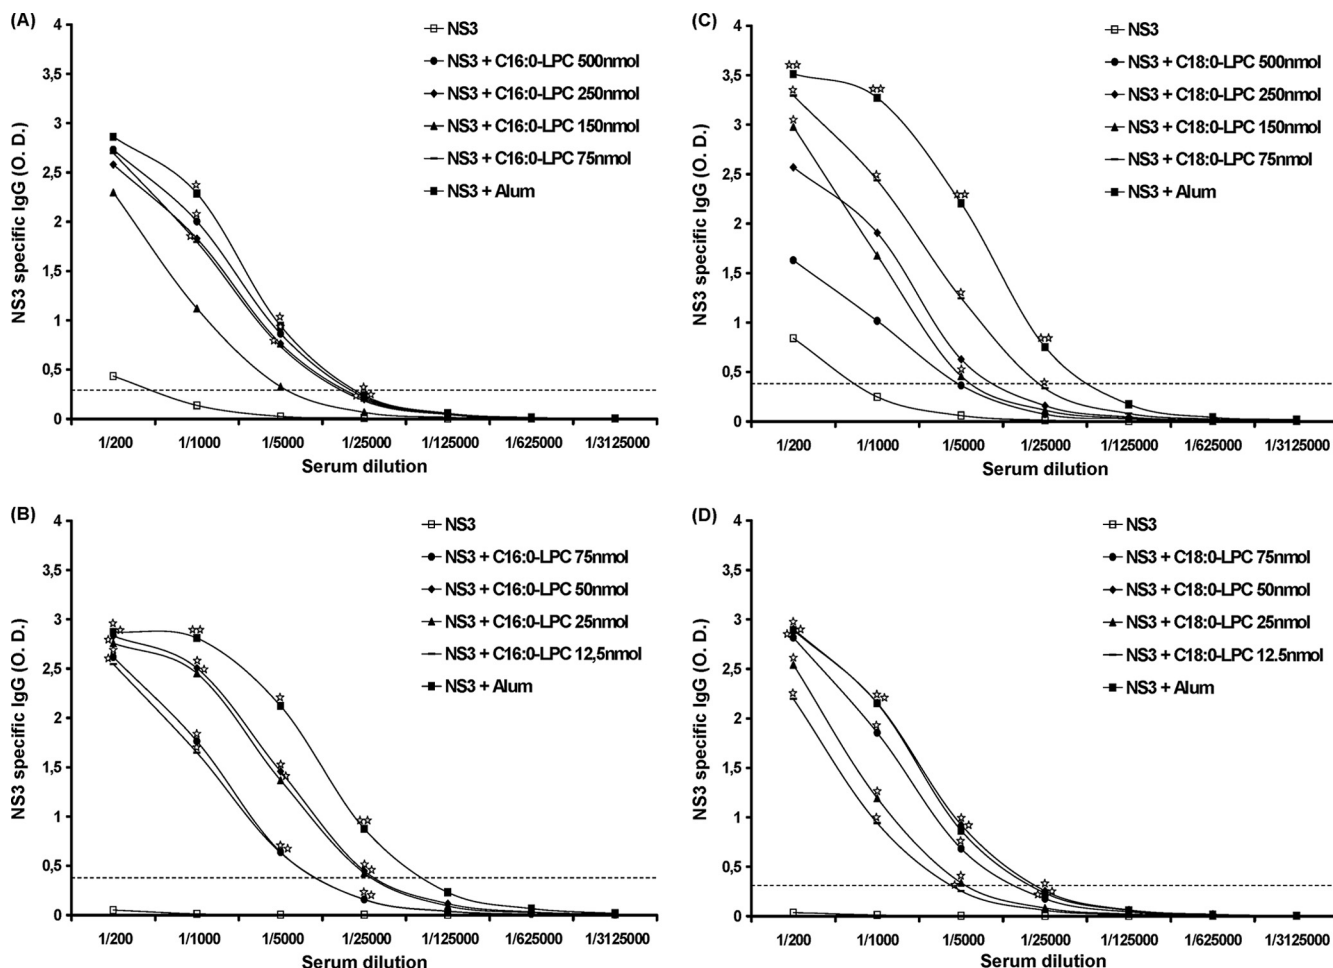 (A)
NS3 specific IgG (O. D.)
4
3,5
3
2,5
2
1,5
1
0,5
0
NS3
NS3 + C16:0-LPC 500nmol
NS3 + C16:0-LPC 250nmol
NS3 + C16:0-LPC 150nmol
NS3 + C16:0-LPC 75nmol
NS3 + Alum
1/200 1/1000 1/5000 1/25000 1/125000 1/625000 1/3125000
Serum dilution
(B)
NS3 specific IgG (O. D.)
4
3,5
3
2,5
2
1,5
1
0,5
0
NS3
NS3 + C16:0-LPC 75nmol
NS3 + C16:0-LPC 50nmol
NS3 + C16:0-LPC 25nmol
NS3 + C16:0-LPC 12,5nmol
NS3 + Alum
1/200 1/1000 1/5000 1/25000 1/125000 1/625000 1/3125000
Serum dilution
(C)
NS3 specific IgG (O. D.)
4
3,5
3
2,5
2
1,5
1
0,5
0
NS3
NS3 + C18:0-LPC 500nmol
NS3 + C18:0-LPC 250nmol
NS3 + C18:0-LPC 150nmol
NS3 + C18:0-LPC 75nmol
NS3 + Alum
1/200 1/1000 1/5000 1/25000 1/125000 1/625000 1/3125000
Serum dilution
(D)
NS3 specific IgG (O. D.)
4
3,5
3
2,5
2
1,5
1
0,5
0
NS3
NS3 + C18:0-LPC 75nmol
NS3 + C18:0-LPC 50nmol
NS3 + C18:0-LPC 25nmol
NS3 + C18:0-LPC 12.5nmol
NS3 + Alum
1/200 1/1000 1/5000 1/25000 1/125000 1/625000 1/3125000
Serum dilution